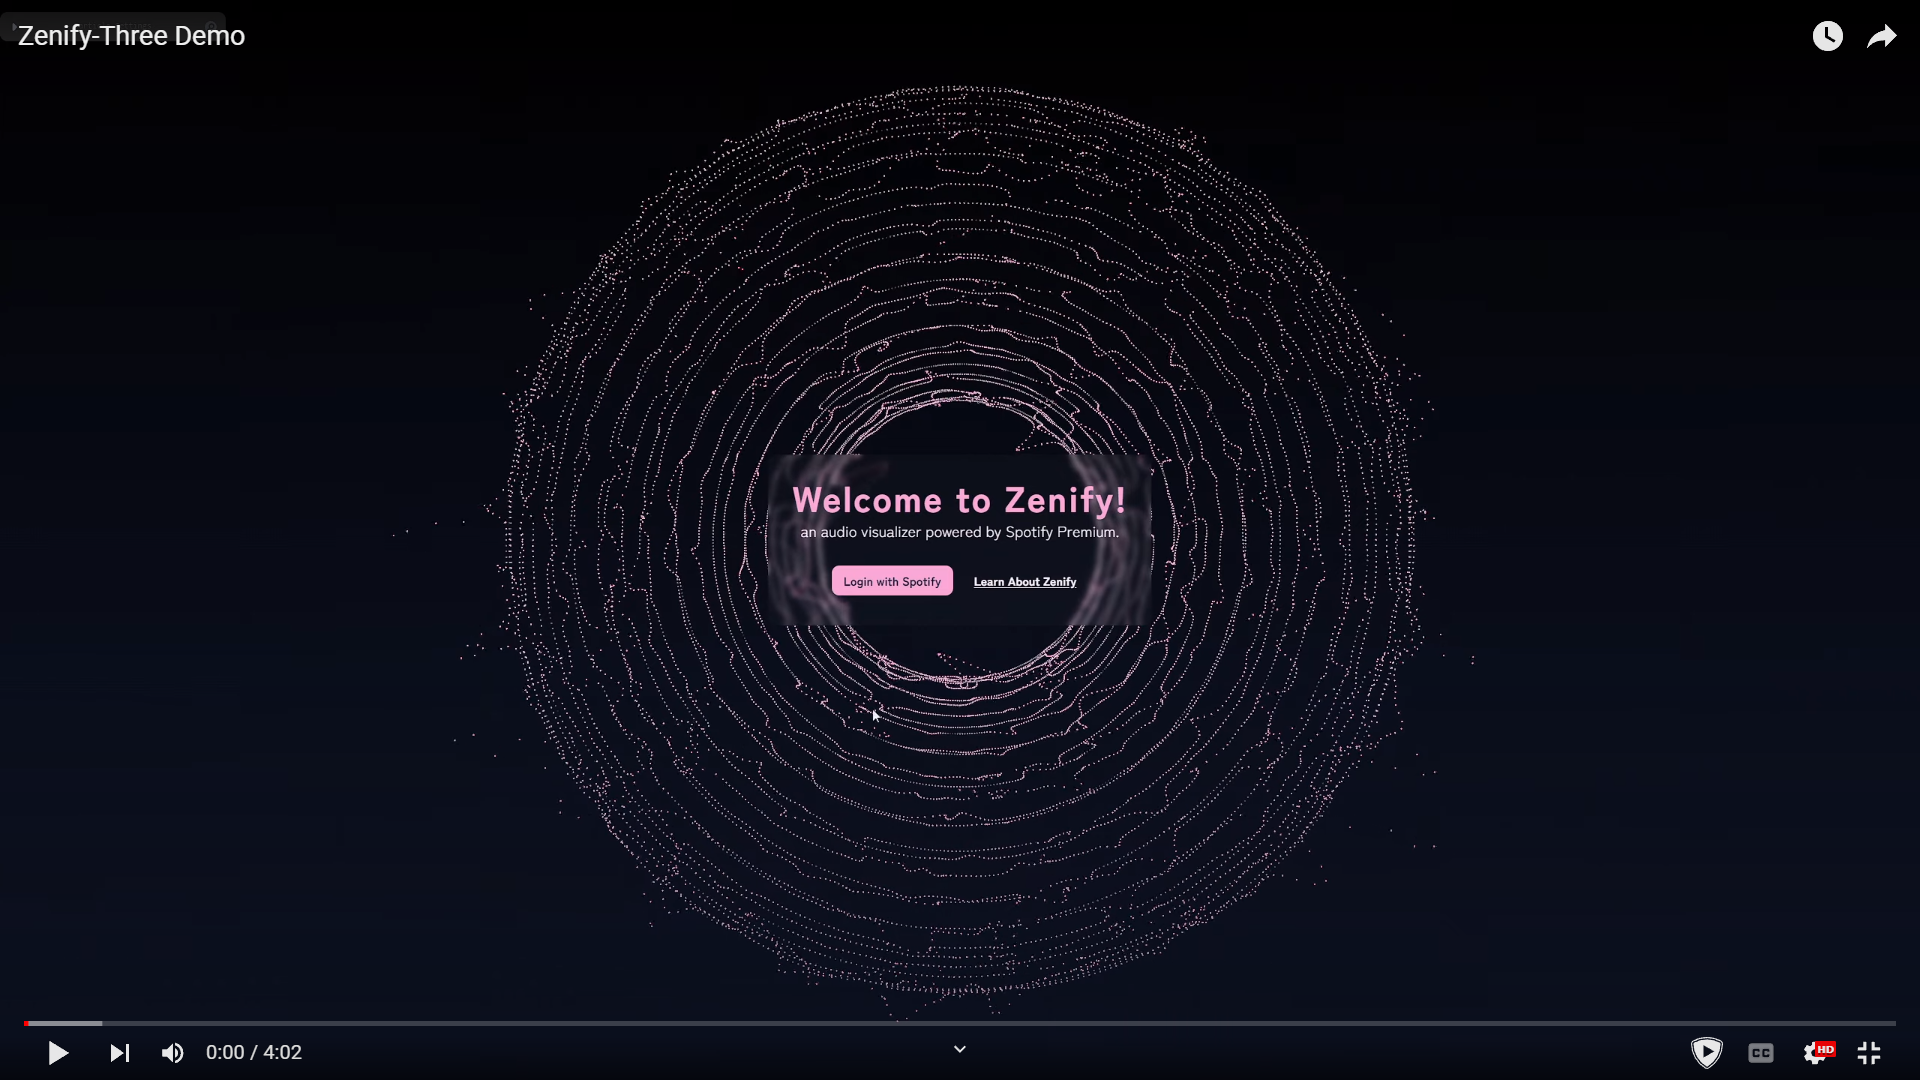 Zenify-Three Demo
Welcome to Zenify!
an audio visualizer powered by Spotify Premium.
Login with Spotify
Learn About Zenify
0:00 / 4:02
CC
HD